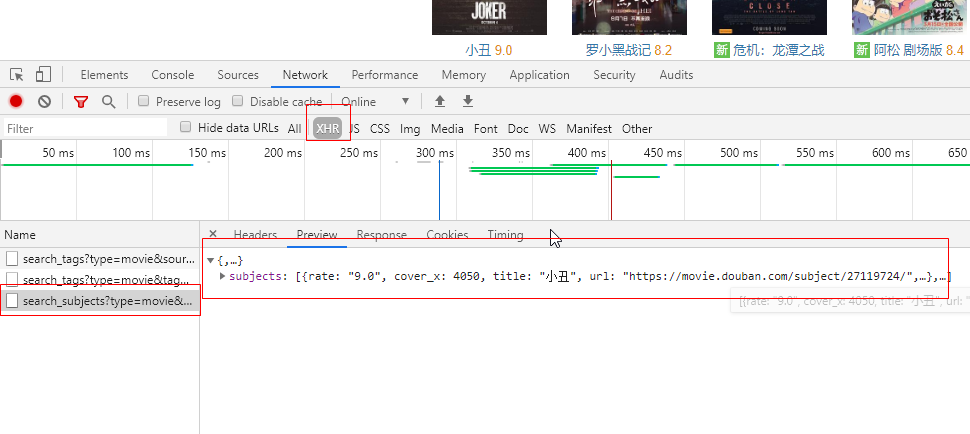 JOKER
CLOSE
小丑 9.0
罗小黑战记 8.2
新 危机：龙潭之战
新 阿松 剧场版 8.4
Elements Console Sources Network Performance Memory Application Security Audits
Preserve log Disable cache Online
Filter Hide data URLs All XHR JS CSS Img Media Font Doc WS Manifest Other
50 ms 100 ms 150 ms 200 ms 250 ms 300 ms 350 ms 400 ms 450 ms 500 ms 550 ms 600 ms 650
Name × Headers Preview Response Cookies Timing
search_tags?type=movie&sour...
search_tags?type=movie&tag...
search_subjects?type=movie&...
{,…}
subjects: [{rate: "9.0", cover_x: 4050, title: "小丑", url: "https://movie.douban.com/subject/27119724/",…},…]
[{rate: "9.0", cover_x: 4050, title: "小丑", url: "